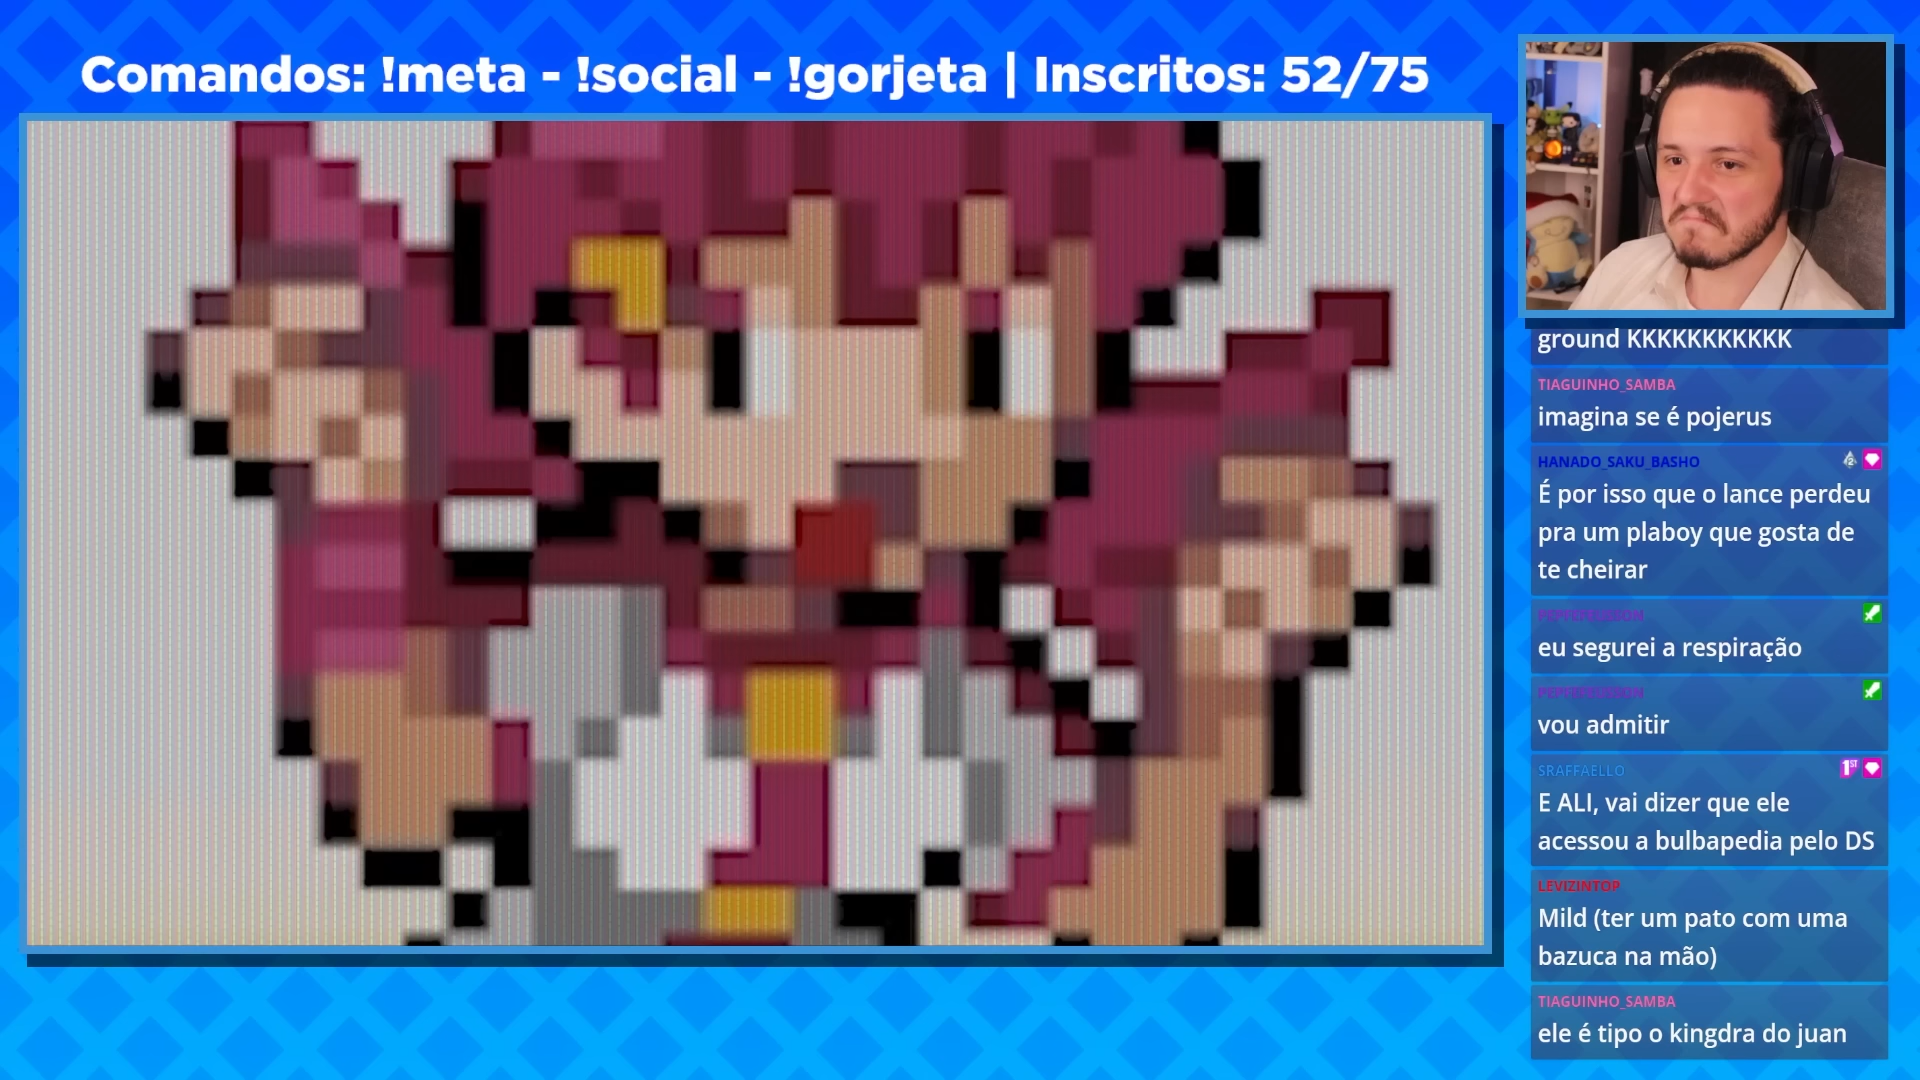 Comandos: !meta - !social - !gorjeta | Inscritos: 52/75
ground KKKKKKKKKKK
TIAGUINHO_SAMBA
imagina se é pojerus
HANADO_SAKU_BASHO
É por isso que o lance perdeu
pra um plaboy que gosta de
te cheirar
eu segurei a respiração
vou admitir
SRAFFAELLO
1ST
E ALI, vai dizer que ele
acessou a bulbapedia pelo DS
LEVIZINTOP
Mild (ter um pato com uma
bazuca na mão)
TIAGUINHO_SAMBA
ele é tipo o kingdra do juan